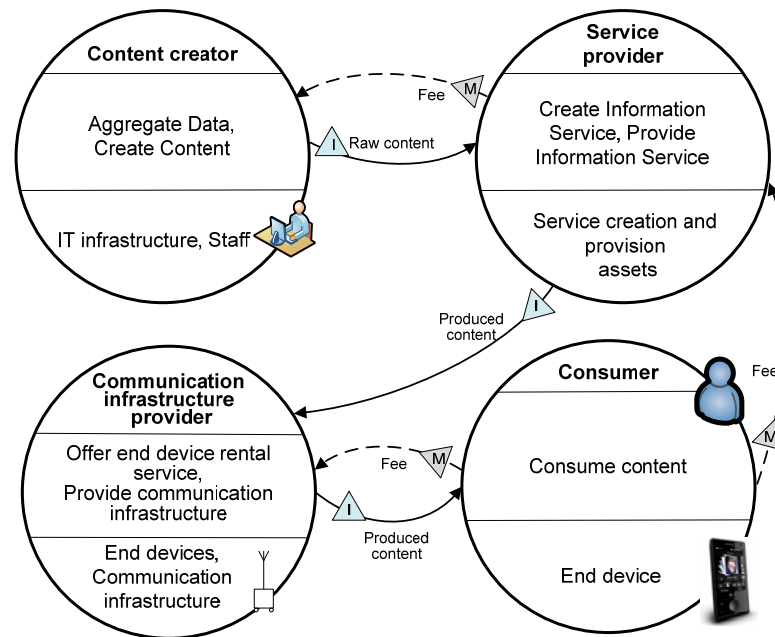 Content creator
Aggregate Data,
Create Content
IT infrastructure, Staff
Fee
M
I
Raw content
Service
provider
Create Information
Service, Provide
Information Service
Service creation and
provision
assets
I
Produced
content
Communication
infrastructure
provider
Offer end device rental
service,
Provide communication
infrastructure
End devices,
Communication
infrastructure
Fee
M
I
Produced
content
Consumer
Consume content
End device
Fee
M